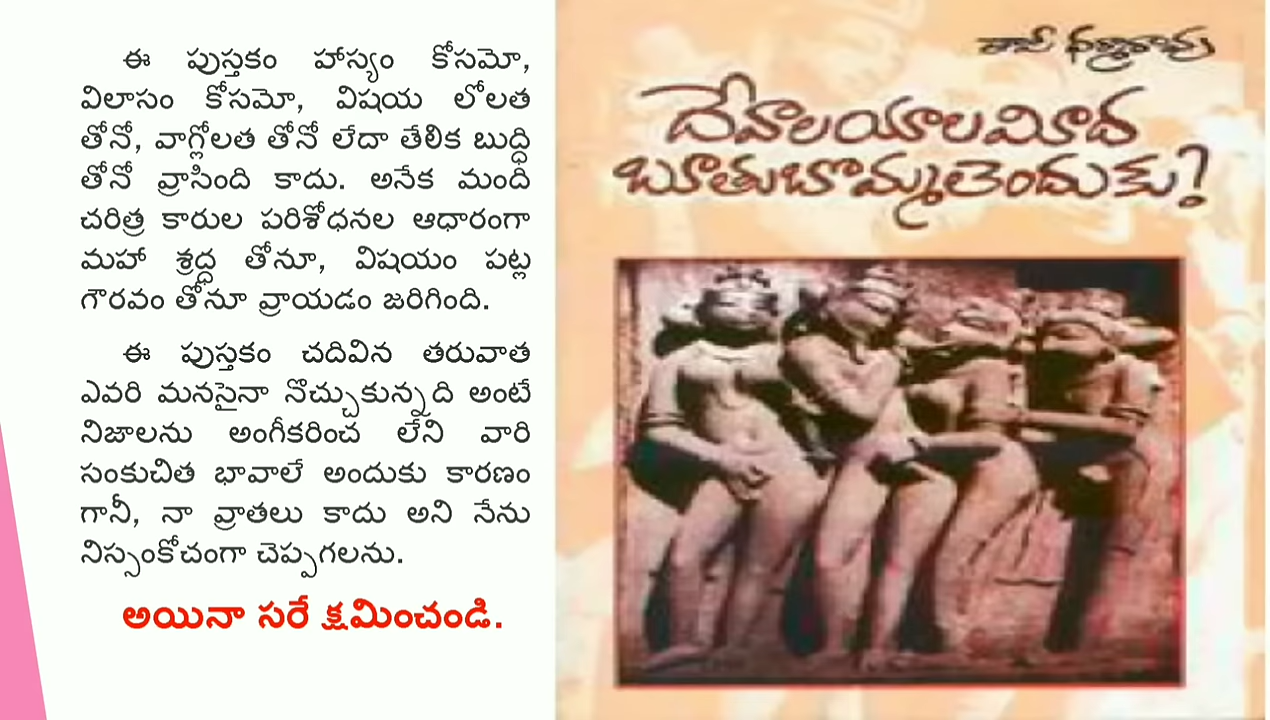 ఈ పుస్తకం హాస్యం కోసమో,
విలాసం కోసమో, విషయ లోలత
తోనో, వాగ్లోలత తోనో లేదా తేలిక బుద్ధి
తోనో వ్రాసింది కాదు. అనేక మంది
చరిత్ర కారుల పరిశోధనల ఆధారంగా
మహా శ్రద్ధ తోనూ, విషయం పట్ల
గౌరవం తోనూ వ్రాయడం జరిగింది.
ఈ పుస్తకం చదివిన తరువాత
ఎవరి మనసైనా నొచ్చుకున్నది అంటే
నిజాలను అంగీకరించ లేని వారి
సంకుచిత భావాలే అందుకు కారణం
గానీ, నా వ్రాతలు కాదు అని నేను
నిస్సంకోచంగా చెప్పగలను.
అయినా సరే క్షమించండి.
తాపీ ధర్మారావు
దేవాలయాలమీద
బూతుబొమ్మలెందుకు?